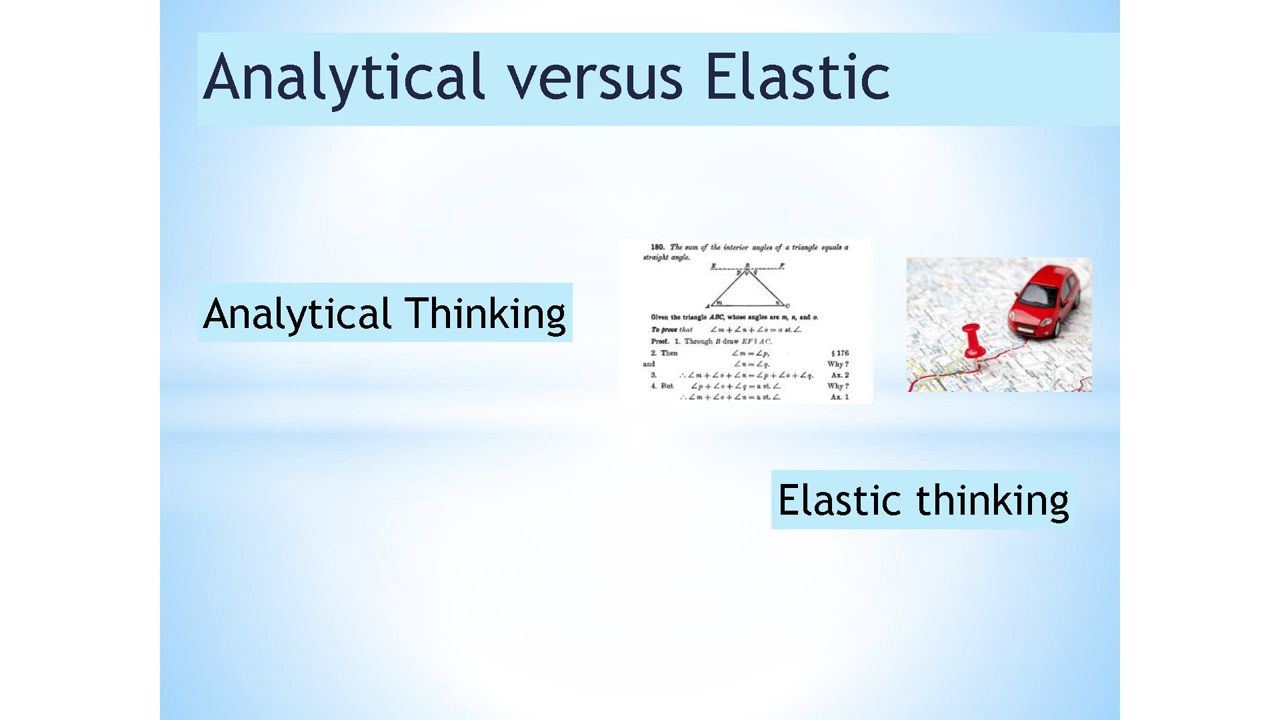 Analytical versus Elastic
Analytical Thinking
180. The sum of the interior angles of a triangle equals a
straight angle.
E B F
p o q
m n
A C
Given the triangle ABC, whose angles are m, n, and o.
To prove that ∠m + ∠n + ∠o = a st. ∠.
Proof. 1. Through B draw EF ∥ AC.
2. Then ∠m = ∠p, § 176
and ∠n = ∠q. Why?
3. ∴ ∠m + ∠o + ∠n = ∠p + ∠o + ∠q. Ax. 2
4. But ∠p + ∠o + ∠q = a st. ∠. Why?
∴ ∠m + ∠o + ∠n = a st. ∠. Ax. 1
Elastic thinking